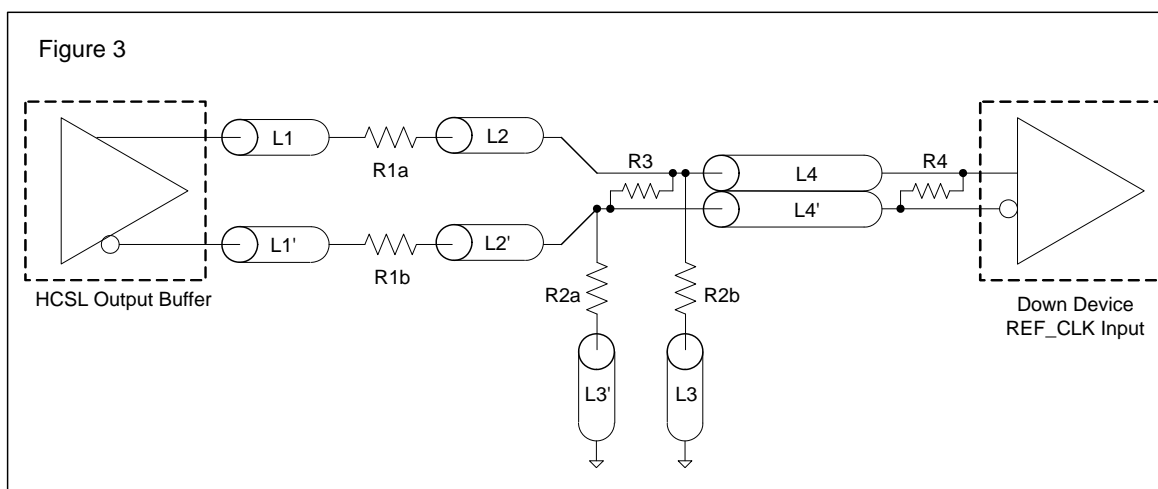 Figure 3
L1
R1a
L2
R3
L4
R4
L4'
L1'
R1b
L2'
R2a
R2b
L3'
L3
HCSL Output Buffer
Down Device
REF_CLK Input